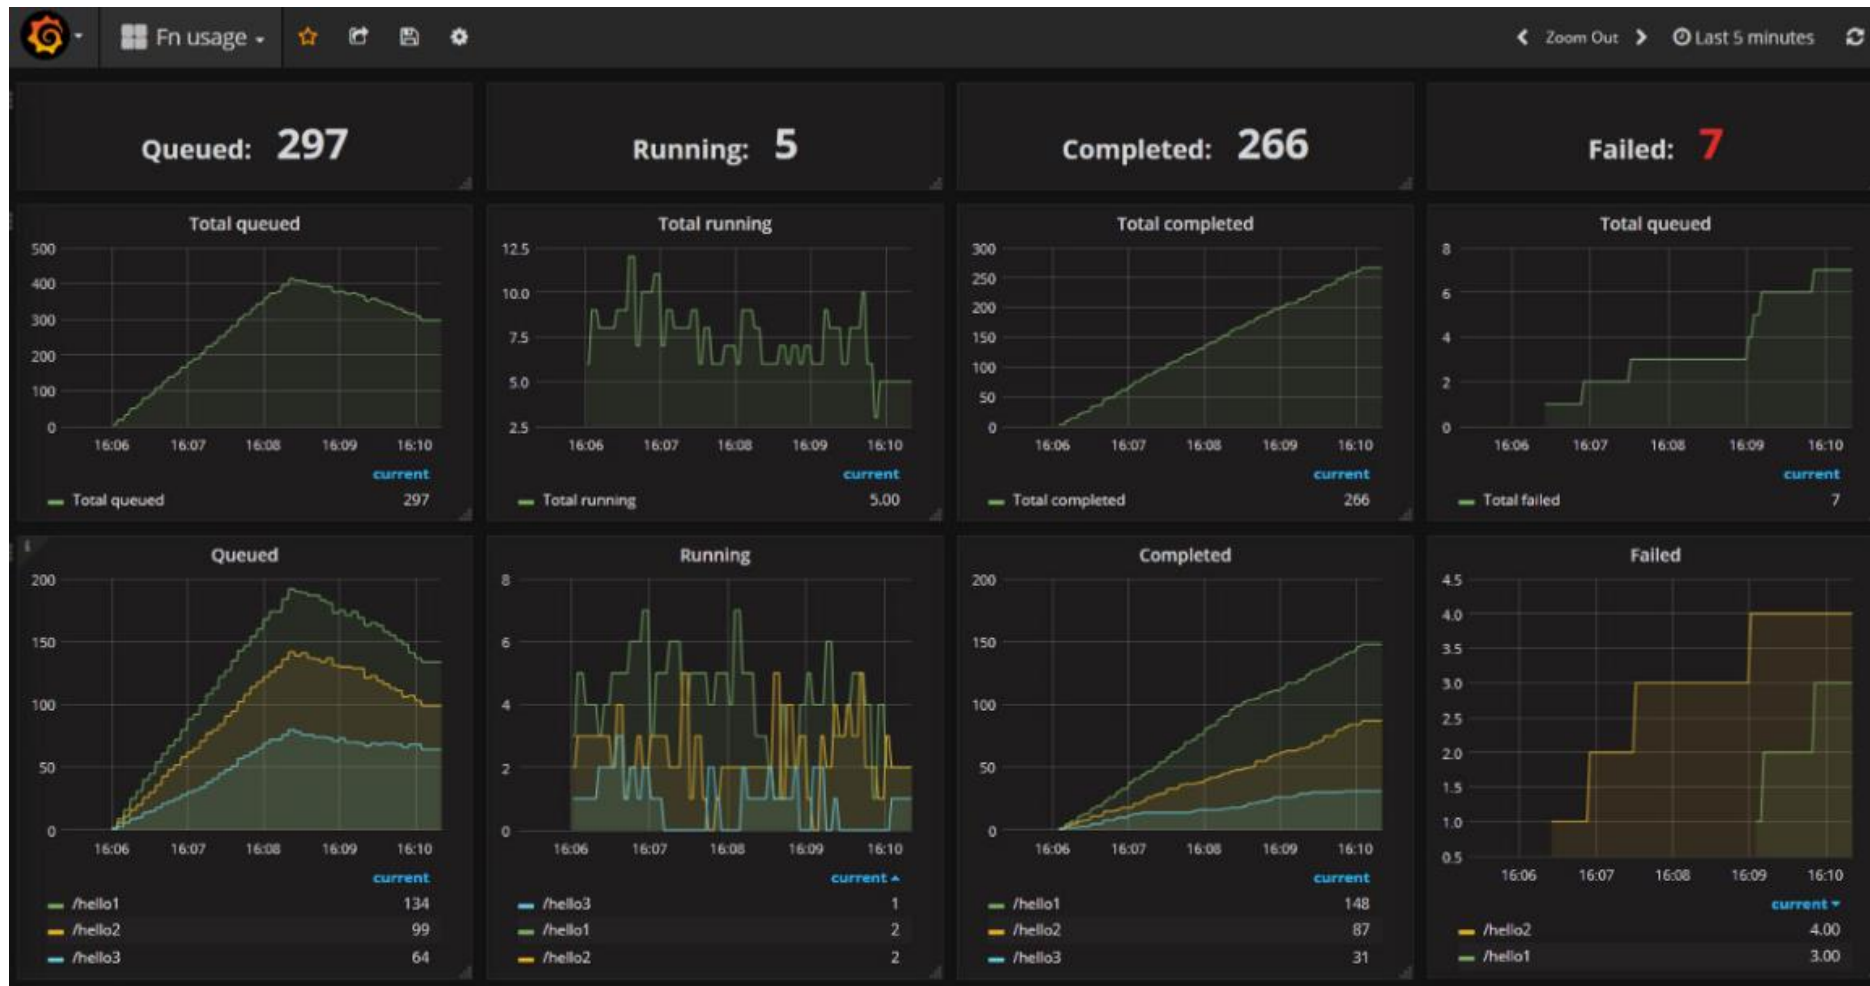 Fn usage Zoom Out Last 5 minutes
Queued: 297 Running: 5 Completed: 266 Failed: 7
Total queued
500
400
300
200
100
0
16:06 16:07 16:08 16:09 16:10
current
Total queued 297
Total running
12.5
10.0
7.5
5.0
2.5
16:06 16:07 16:08 16:09 16:10
current
Total running 5.00
Total completed
300
250
200
150
100
50
0
16:06 16:07 16:08 16:09 16:10
current
Total completed 266
Total queued
8
6
4
2
0
16:06 16:07 16:08 16:09 16:10
current
Total failed 7
i
Queued
200
150
100
50
0
16:06 16:07 16:08 16:09 16:10
current
/hello1 134
/hello2 99
/hello3 64
Running
8
6
4
2
0
16:06 16:07 16:08 16:09 16:10
current
/hello3 1
/hello1 2
/hello2 2
Completed
200
150
100
50
0
16:06 16:07 16:08 16:09 16:10
current
/hello1 148
/hello2 87
/hello3 31
Failed
4.5
4.0
3.5
3.0
2.5
2.0
1.5
1.0
0.5
16:06 16:07 16:08 16:09 16:10
current
/hello2 4.00
/hello1 3.00